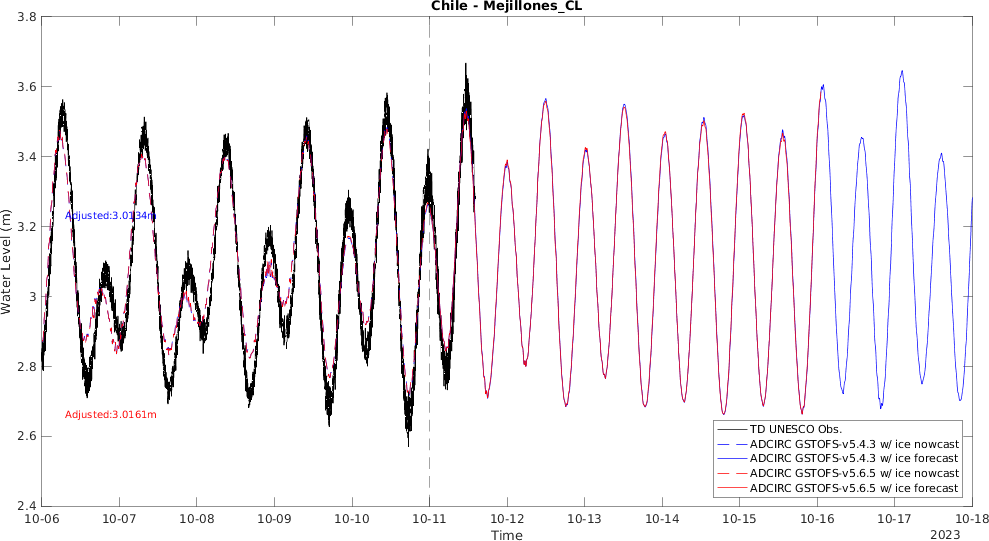 Chile - Mejillones_CL
3.8
3.6
3.4
3.2
3
2.8
2.6
2.4
Water Level (m)
Adjusted:3.0134m
Adjusted:3.0161m
TD UNESCO Obs.
ADCIRC GSTOFS-v5.4.3 w/ ice nowcast
ADCIRC GSTOFS-v5.4.3 w/ ice forecast
ADCIRC GSTOFS-v5.6.5 w/ ice nowcast
ADCIRC GSTOFS-v5.6.5 w/ ice forecast
10-06 10-07 10-08 10-09 10-10 10-11 10-12 10-13 10-14 10-15 10-16 10-17 10-18
Time
2023